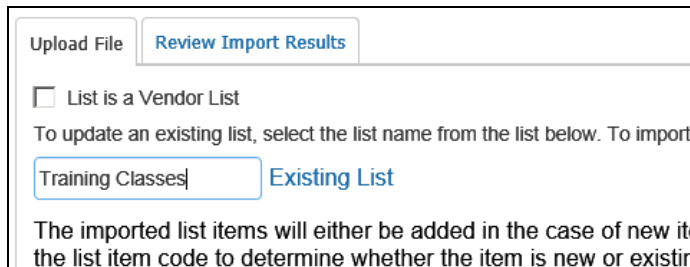 Upload File Review Import Results
List is a Vendor List
To update an existing list, select the list name from the list below. To import
Training Classes Existing List
The imported list items will either be added in the case of new
the list item code to determine whether the item is new or